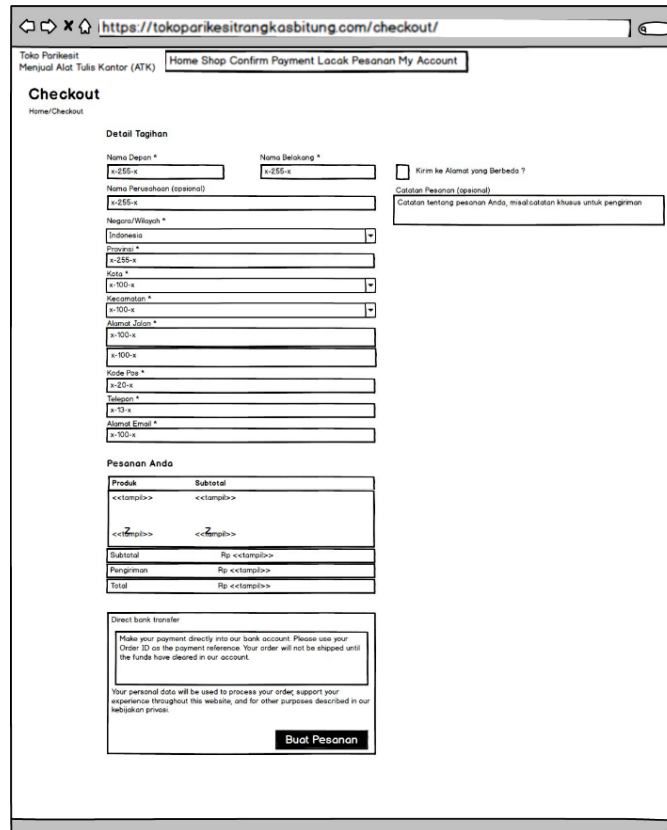 https://tokoparikesitrangkasbitung.com/checkout/
Toko Parikesit
Menjual Alat Tulis Kantor (ATK)
Home Shop Confirm Payment Lacak Pesanan My Account
Checkout
Home/Checkout
Detail Tagihan
Nama Depan * Nama Belakang *
x-255-x x-255-x
Kirim ke Alamat yang Berbeda ?
Nama Perusahaan (opsional)
x-255-x
Catatan Pesanan (opsional)
Catatan tentang pesanan Anda, misal:catatan khusus untuk pengiriman
Negara/Wilayah *
Indonesia
Provinsi *
x-255-x
Kota *
x-100-x
Kecamatan *
x-100-x
Alamat Jalan *
x-100-x
x-100-x
Kode Pos *
x-20-x
Telepon *
x-13-x
Alamat Email *
x-100-x
Pesanan Anda
Produk Subtotal
<<tampil>> <<tampil>>
Z Z
<<tampil>> <<tampil>>
Subtotal Rp <<tampil>>
Pengiriman Rp <<tampil>>
Total Rp <<tampil>>
Direct bank transfer
Make your payment directly into our bank account. Please use your
Order ID as the payment reference. Your order will not be shipped until
the funds have cleared in our account.
Your personal data will be used to process your order, support your
experience throughout this website, and for other purposes described in our
kebijakan privasi.
Buat Pesanan